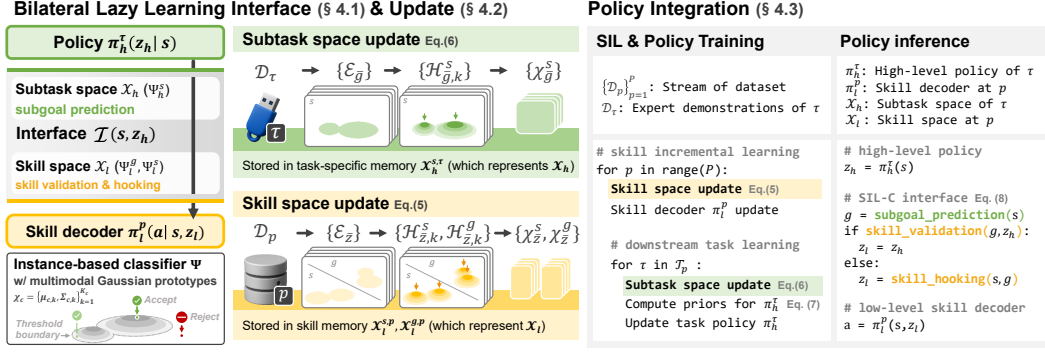 Bilateral Lazy Learning Interface (§ 4.1) & Update (§ 4.2)
Policy π_h^τ(z_h | s)
Subtask space 𝒳_h (Ψ_h^s)
subgoal prediction
Interface ℐ(s, z_h)
Skill space 𝒳_l (Ψ_l^g, Ψ_l^s)
skill validation & hooking
Skill decoder π_l^p(a | s, z_l)
Instance-based classifier Ψ
w/ multimodal Gaussian prototypes
χ_c = {μ_{c,k}, Σ_{c,k}}_{k=1}^{K_c}
Accept
Reject
Threshold
boundary
Subtask space update Eq.(6)
𝒟_τ → {ℰ_ḡ} → {ℋ_{ḡ,k}^s} → {χ_ḡ^s}
s
s
τ
Stored in task-specific memory 𝒳_h^{s,τ} (which represents 𝒳_h)
Skill space update Eq.(5)
𝒟_p → {ℰ_z̄} → {ℋ_{z̄,k}^s, ℋ_{z̄,k}^g} → {χ_z̄^s, χ_z̄^g}
g
s
g
s
p
Stored in skill memory 𝒳_l^{s,p}, 𝒳_l^{g,p} (which represent 𝒳_l)
Policy Integration (§ 4.3)
SIL & Policy Training
{𝒟_p}_{p=1}^P: Stream of dataset
𝒟_τ: Expert demonstrations of τ
# skill incremental learning
for p in range(P):
Skill space update Eq.(5)
Skill decoder π_l^p update
# downstream task learning
for τ in 𝒯_p :
Subtask space update Eq.(6)
Compute priors for π_h^τ Eq. (7)
Update task policy π_h^τ
Policy inference
π_h^τ: High-level policy of τ
π_l^p: Skill decoder at p
𝒳_h: Subtask space of τ
𝒳_l: Skill space at p
# high-level policy
z_h = π_h^τ(s)
# SIL-C interface Eq. (8)
g = subgoal_prediction(s)
if skill_validation(g,z_h):
z_l = z_h
else:
z_l = skill_hooking(s,g)
# low-level skill decoder
a = π_l^p(s,z_l)